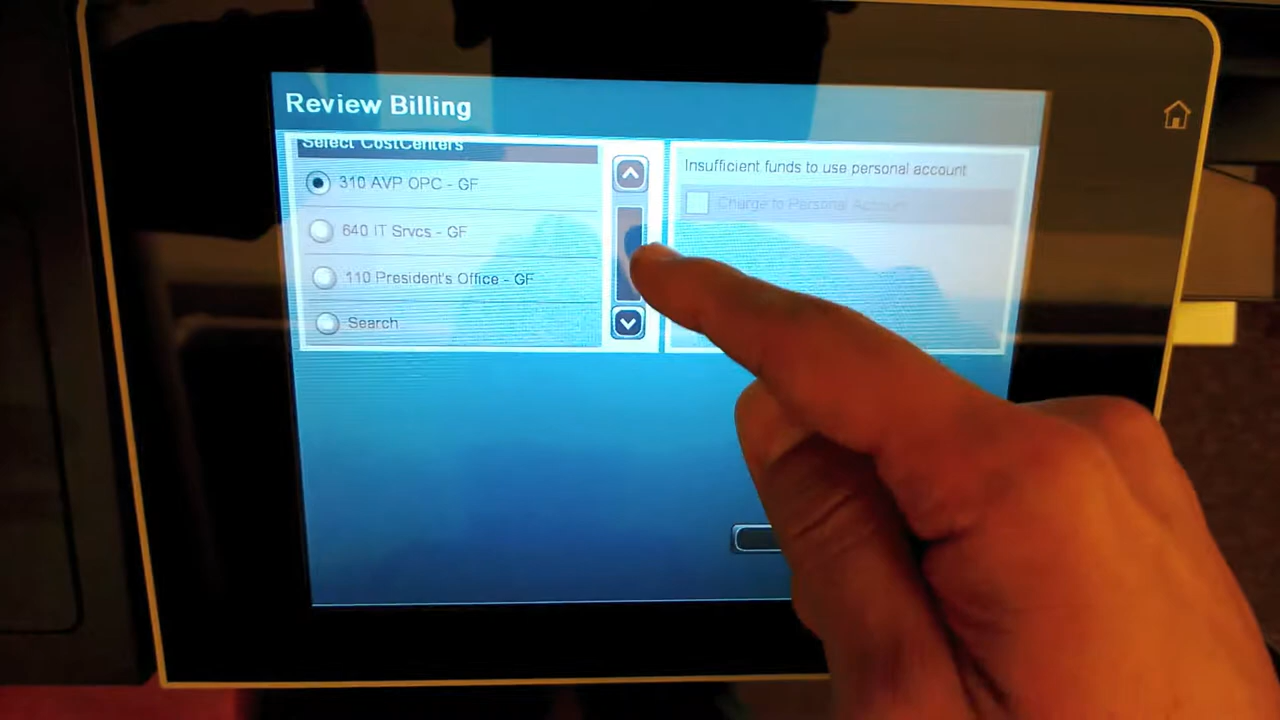 Review Billing
Select CostCenters
310 AVP OPC - GF
640 IT Srvcs - GF
110 President's Office - GF
Search
Insufficient funds to use personal account
Charge to Personal Account